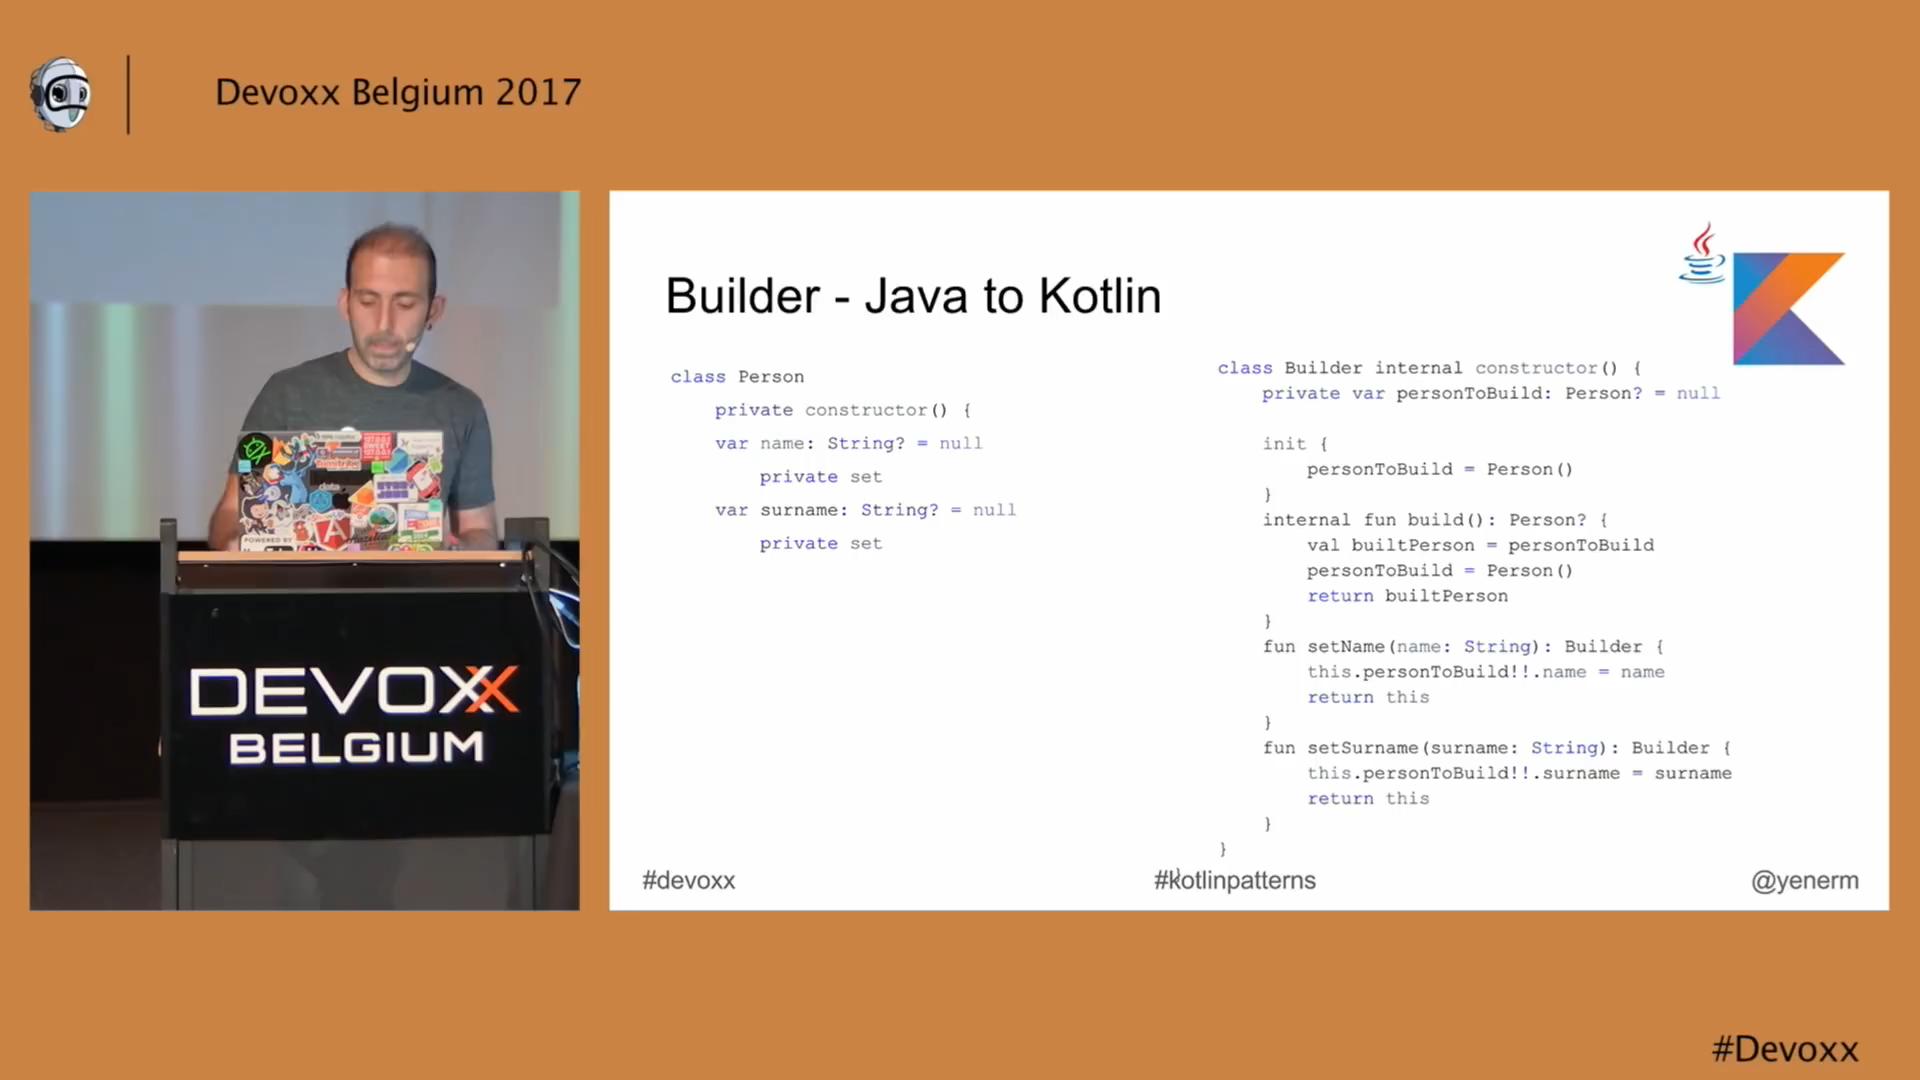 Devoxx Belgium 2017
Builder - Java to Kotlin
class Person
private constructor() {
var name: String? = null
private set
var surname: String? = null
private set
class Builder internal constructor() {
private var personToBuild: Person? = null
init {
personToBuild = Person()
}
internal fun build(): Person? {
val builtPerson = personToBuild
personToBuild = Person()
return builtPerson
}
fun setName(name: String): Builder {
this.personToBuild!!.name = name
return this
}
fun setSurname(surname: String): Builder {
this.personToBuild!!.surname = surname
return this
}
}
}
#devoxx
#kotlinpatterns
@yenerm
POWERED BY
DEVOXX
BELGIUM
#Devoxx